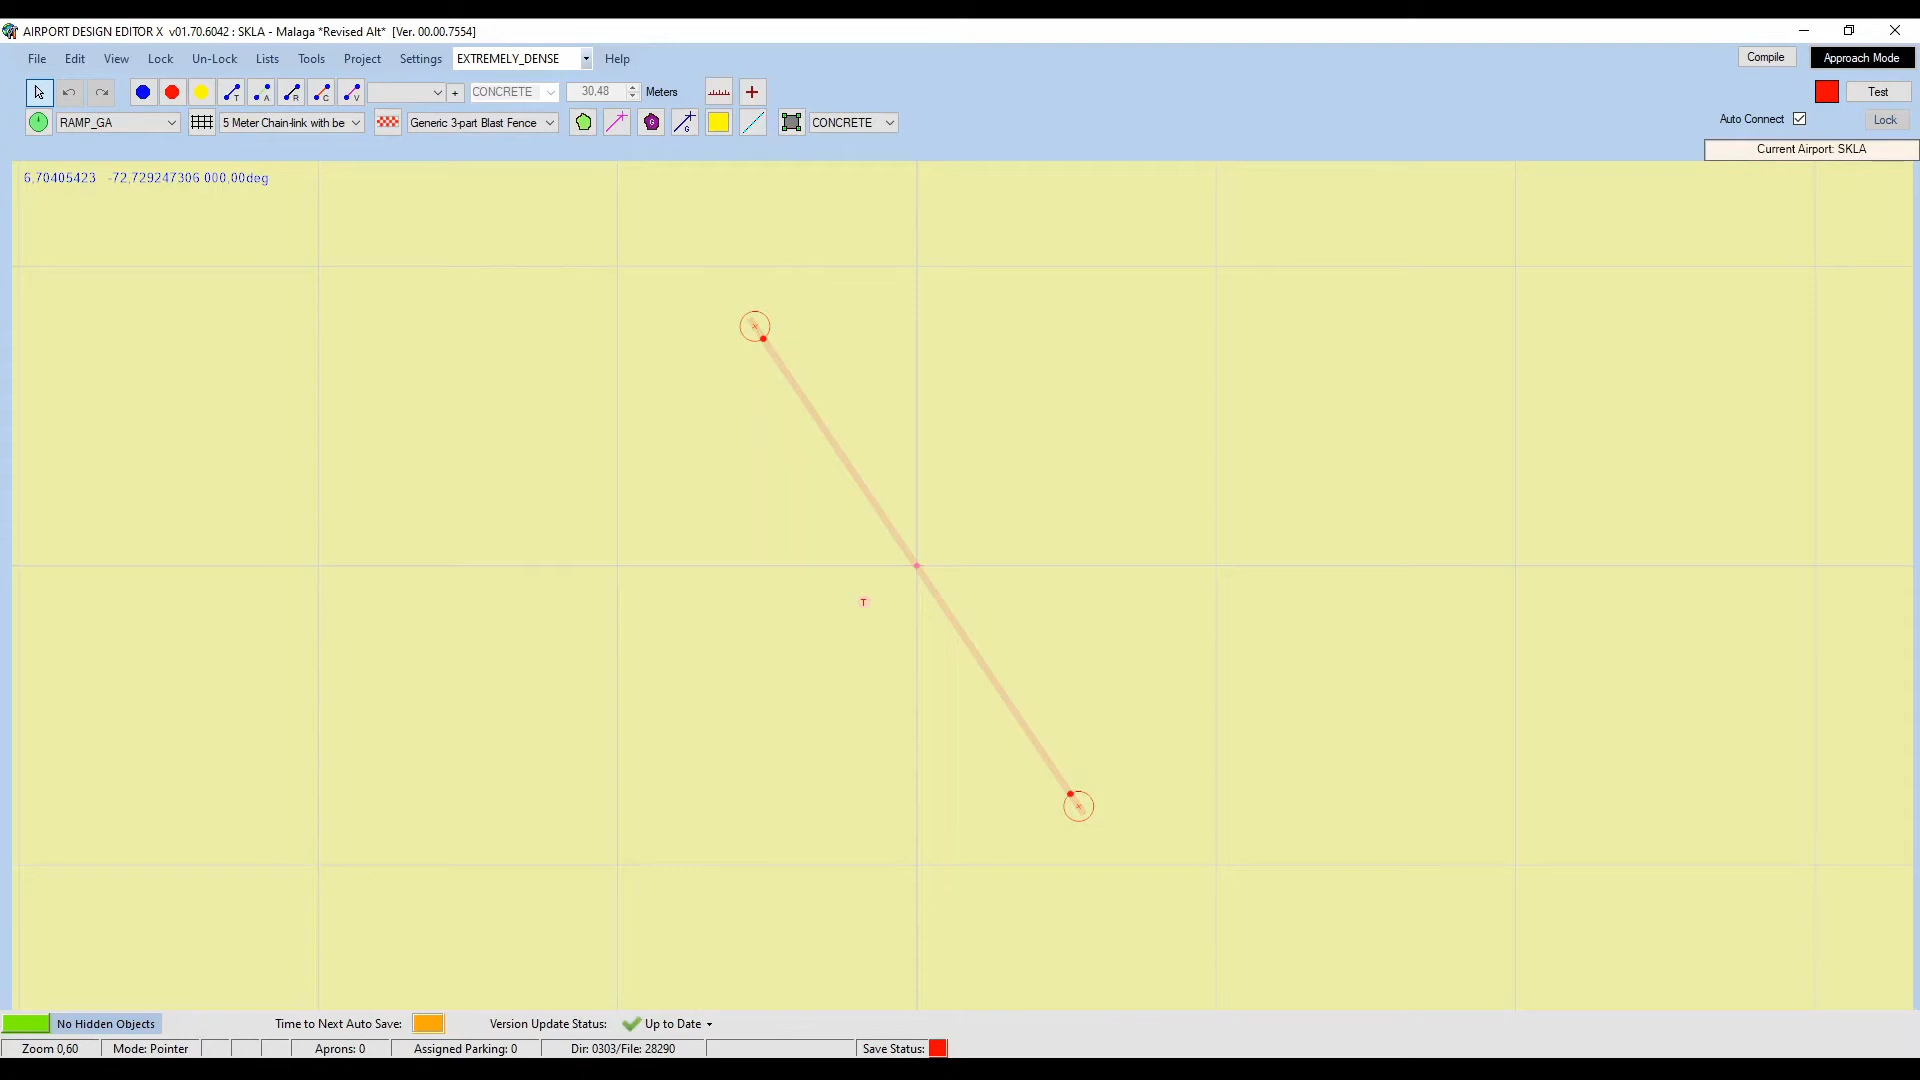 AIRPORT DESIGN EDITOR X v01.70.6042 : SKLA - Malaga *Revised Alt* [Ver. 00.00.7554]
File Edit View Lock Un-Lock Lists Tools Project Settings EXTREMELY_DENSE Help Compile Approach Mode
T A R C V + CONCRETE 30,48 Meters Test
RAMP_GA 5 Meter Chain-link with be Generic 3-part Blast Fence G G CONCRETE Auto Connect Lock
Current Airport: SKLA
6,70405423 -72,729247306 000,00deg
T
No Hidden Objects Time to Next Auto Save: Version Update Status: Up to Date
Zoom 0,60 Mode: Pointer Aprons: 0 Assigned Parking: 0 Dir: 0303/File: 28290 Save Status: